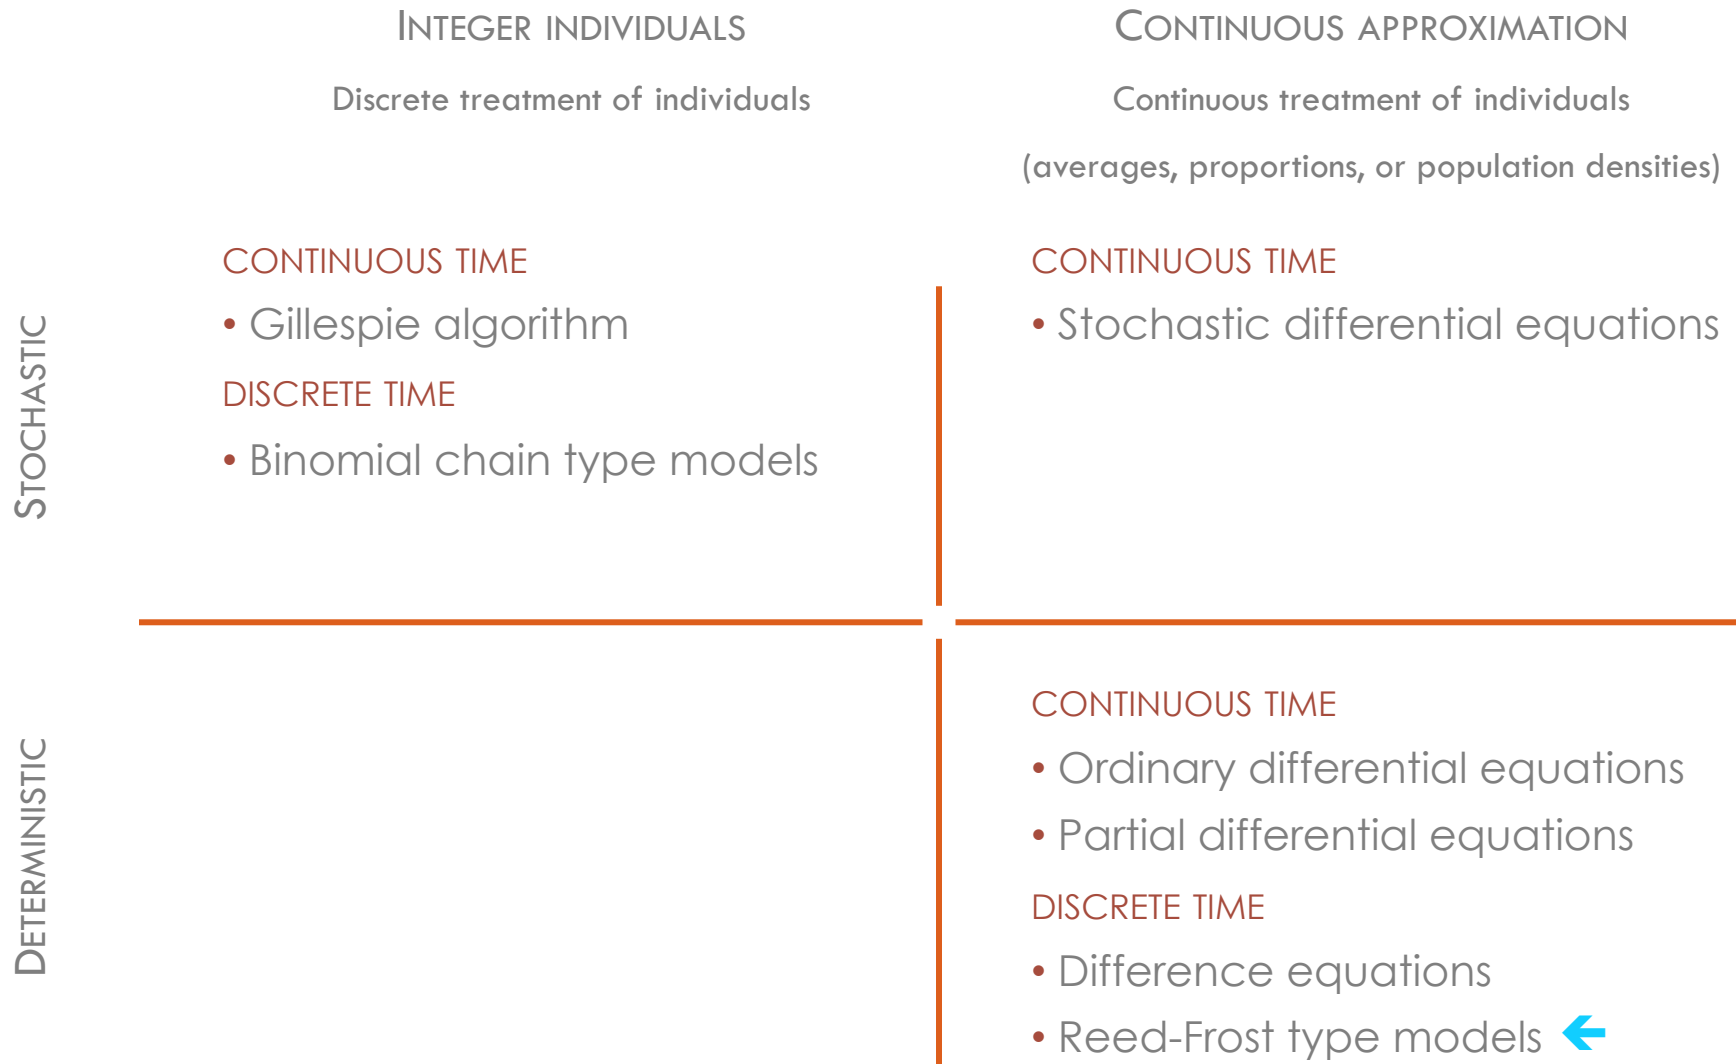 INTEGER INDIVIDUALS
Discrete treatment of individuals
CONTINUOUS APPROXIMATION
Continuous treatment of individuals
(averages, proportions, or population densities)
STOCHASTIC
CONTINUOUS TIME
• Gillespie algorithm
DISCRETE TIME
• Binomial chain type models
CONTINUOUS TIME
• Stochastic differential equations
DETERMINISTIC
CONTINUOUS TIME
• Ordinary differential equations
• Partial differential equations
DISCRETE TIME
• Difference equations
• Reed-Frost type models